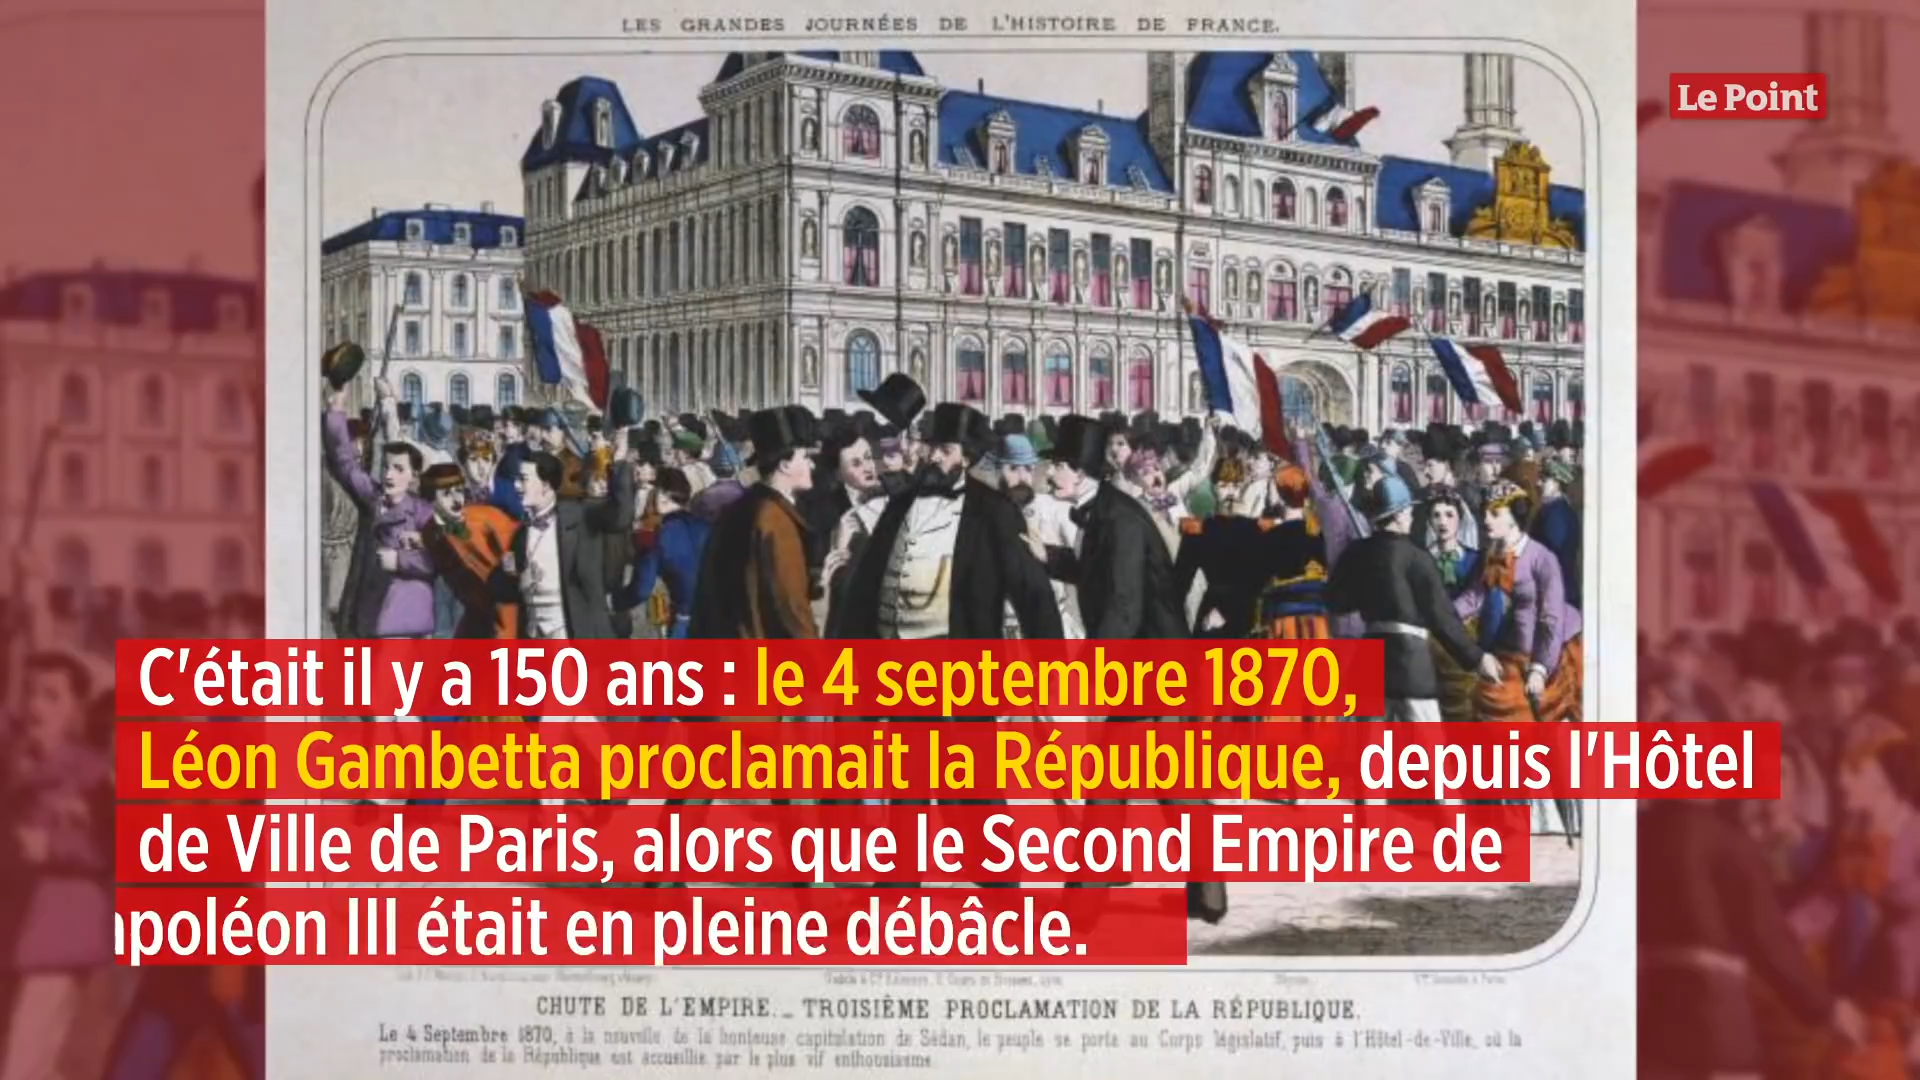 LES GRANDES JOURNÉES DE L'HISTOIRE DE FRANCE.
Le Point
C'était il y a 150 ans : le 4 septembre 1870,
Léon Gambetta proclamait la République, depuis l'Hôtel
de Ville de Paris, alors que le Second Empire de
apoléon III était en pleine débâcle.
CHUTE DE L'EMPIRE._ TROISIÈME PROCLAMATION DE LA RÉPUBLIQUE.
Le 4 Septembre 1870, à la nouvelle de la honteuse capitulation de Sédan, le peuple se porte au Corps législatif, puis à l'Hôtel-de-Ville, où la
proclamation de la République est accueillie par le plus vif enthousiasme.